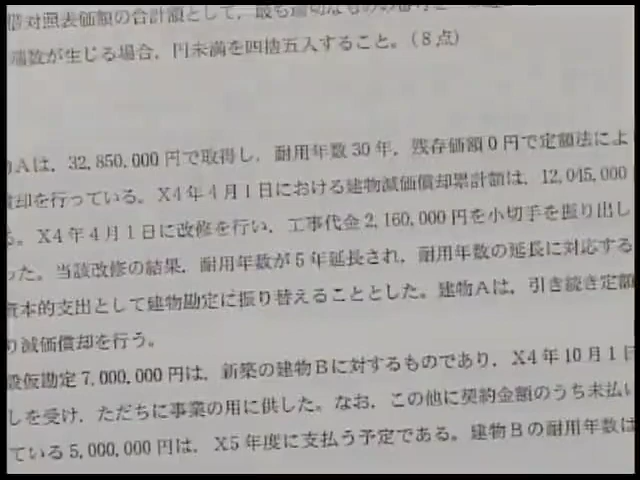 借対照表価額の合計額として，最も適切なものの番号を一つ選
端数が生じる場合，円未満を四捨五入すること。（8点）
Aは，32,850,000円で取得し，耐用年数30年，残存価額0円で定額法によ
償却を行っている。X4年4月1日における建物減価償却累計額は，12,045,000
る。X4年4月1日に改修を行い，工事代金2,160,000円を小切手を振り出し
った。当該改修の結果，耐用年数が5年延長され，耐用年数の延長に対応する
資本的支出として建物勘定に振り替えることとした。建物Aは，引き続き定額
り減価償却を行う。
設仮勘定7,000,000円は，新築の建物Bに対するものであり，X4年10月1日
しを受け，ただちに事業の用に供した。なお，この他に契約金額のうち未払い
ている5,000,000円は，X5年度に支払う予定である。建物Bの耐用年数は